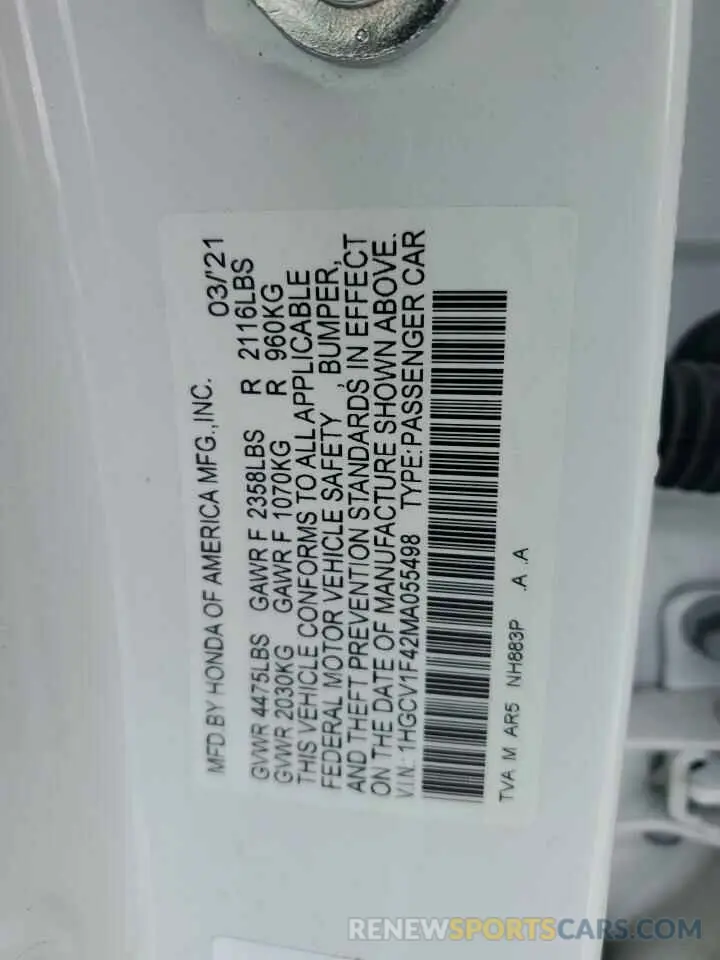 MFD.BY HONDA OF AMERICA MFG.,INC. 03/'21
GVWR 4475LBS GAWR F 2358LBS R 2116LBS
GVWR 2030KG GAWR F 1070KG R 960KG
THIS VEHICLE CONFORMS TO ALL APPLICABLE
FEDERAL MOTOR VEHICLE SAFETY , BUMPER,
AND THEFT PREVENTION STANDARDS IN EFFECT
ON THE DATE OF MANUFACTURE SHOWN ABOVE.
V.I.N.: 1HGCV1F42MA055498 TYPE:PASSENGER CAR
TVA M AR5 NH883P .A .A
RENEWSPORTSCARS.COM